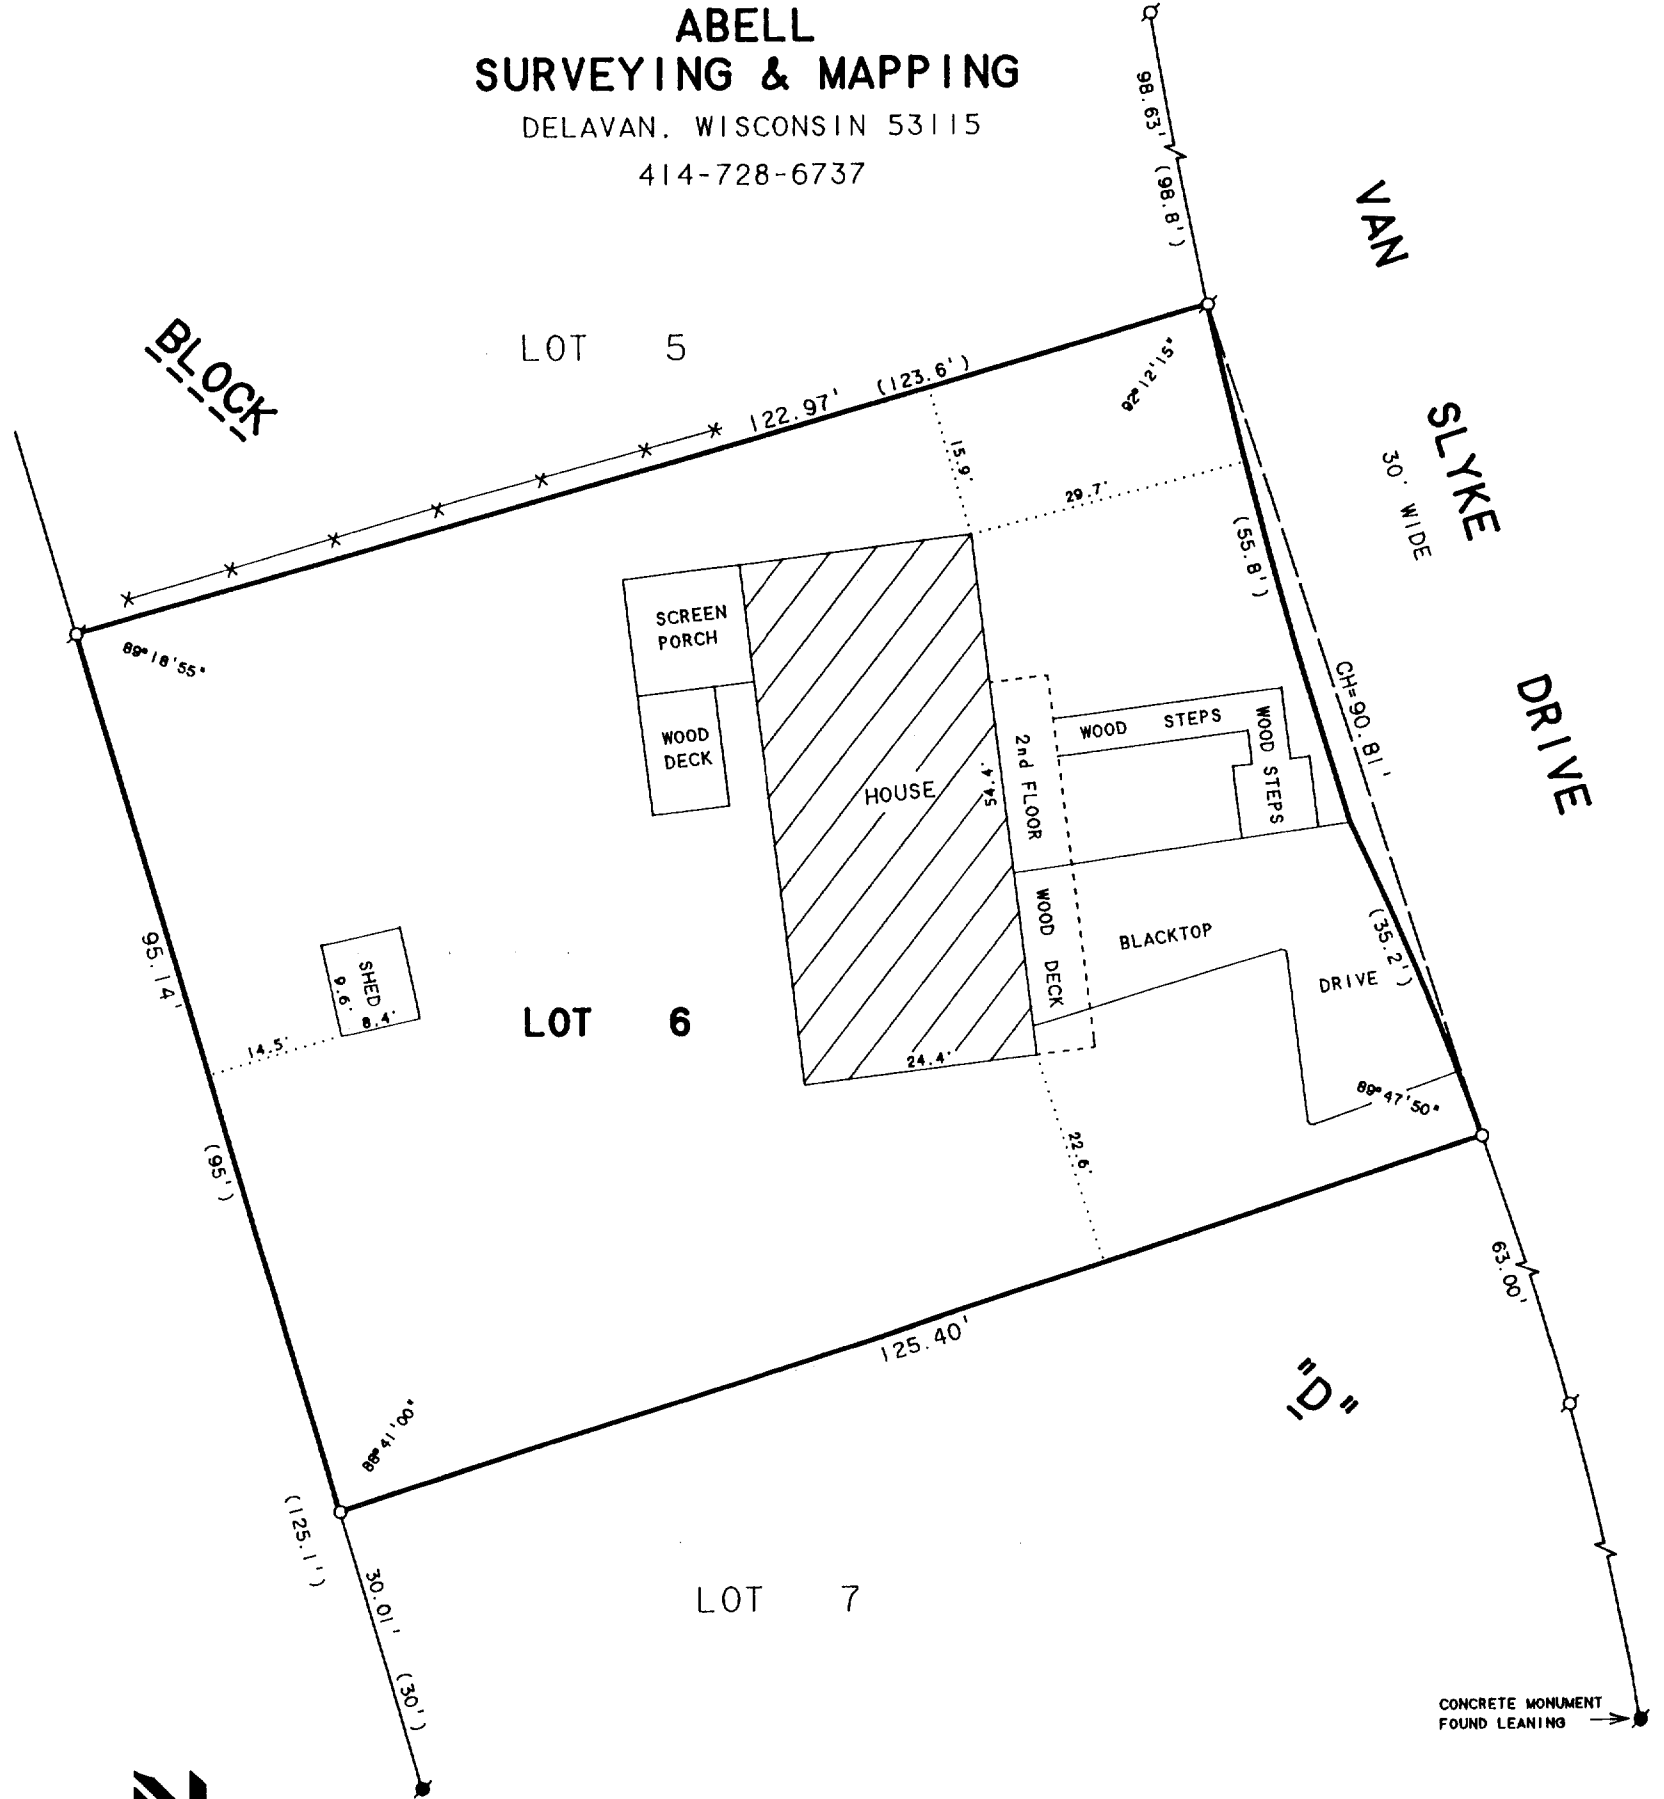 ABELL
SURVEYING & MAPPING
DELAVAN, WISCONSIN 53115
414-728-6737
98.63'
(98.8')
VAN
SLYKE
DRIVE
30' WIDE
BLOCK
LOT 5
122.97' (123.6')
92°12'15"
89°18'55"
15.9'
29.7'
(55.8')
CH=90.81'
SCREEN
PORCH
WOOD
DECK
HOUSE
54.4'
24.4'
2nd FLOOR
WOOD DECK
WOOD STEPS
WOOD STEPS
BLACKTOP
DRIVE
(35.2')
89°47'50"
95.14'
(95')
SHED
9.6'
8.4'
14.5'
LOT 6
22.6'
125.40'
63.00'
"D"
88°41'00"
(125.1')
30.01'
(30')
LOT 7
CONCRETE MONUMENT
FOUND LEANING